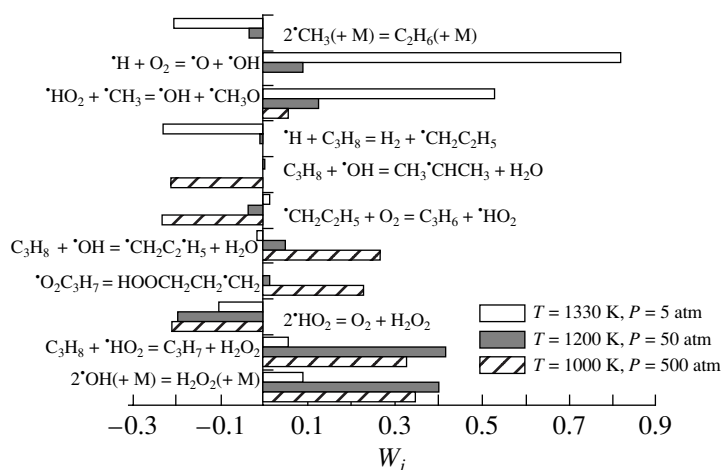 2•CH₃(+ M) = C₂H₆(+ M)
•H + O₂ = •O + •OH
•HO₂ + •CH₃ = •OH + •CH₃O
•H + C₃H₈ = H₂ + •CH₂C₂H₅
C₃H₈ + •OH = CH₃•CHCH₃ + H₂O
•CH₂C₂H₅ + O₂ = C₃H₆ + •HO₂
C₃H₈ + •OH = •CH₂C₂•H₅ + H₂O
•O₂C₃H₇ = HOOCH₂CH₂•CH₂
2•HO₂ = O₂ + H₂O₂
C₃H₈ + •HO₂ = C₃H₇ + H₂O₂
2•OH(+ M) = H₂O₂(+ M)
T = 1330 K, P = 5 atm
T = 1200 K, P = 50 atm
T = 1000 K, P = 500 atm
−0.3 −0.1 0.1 0.3 0.5 0.7 0.9
Wᵢ